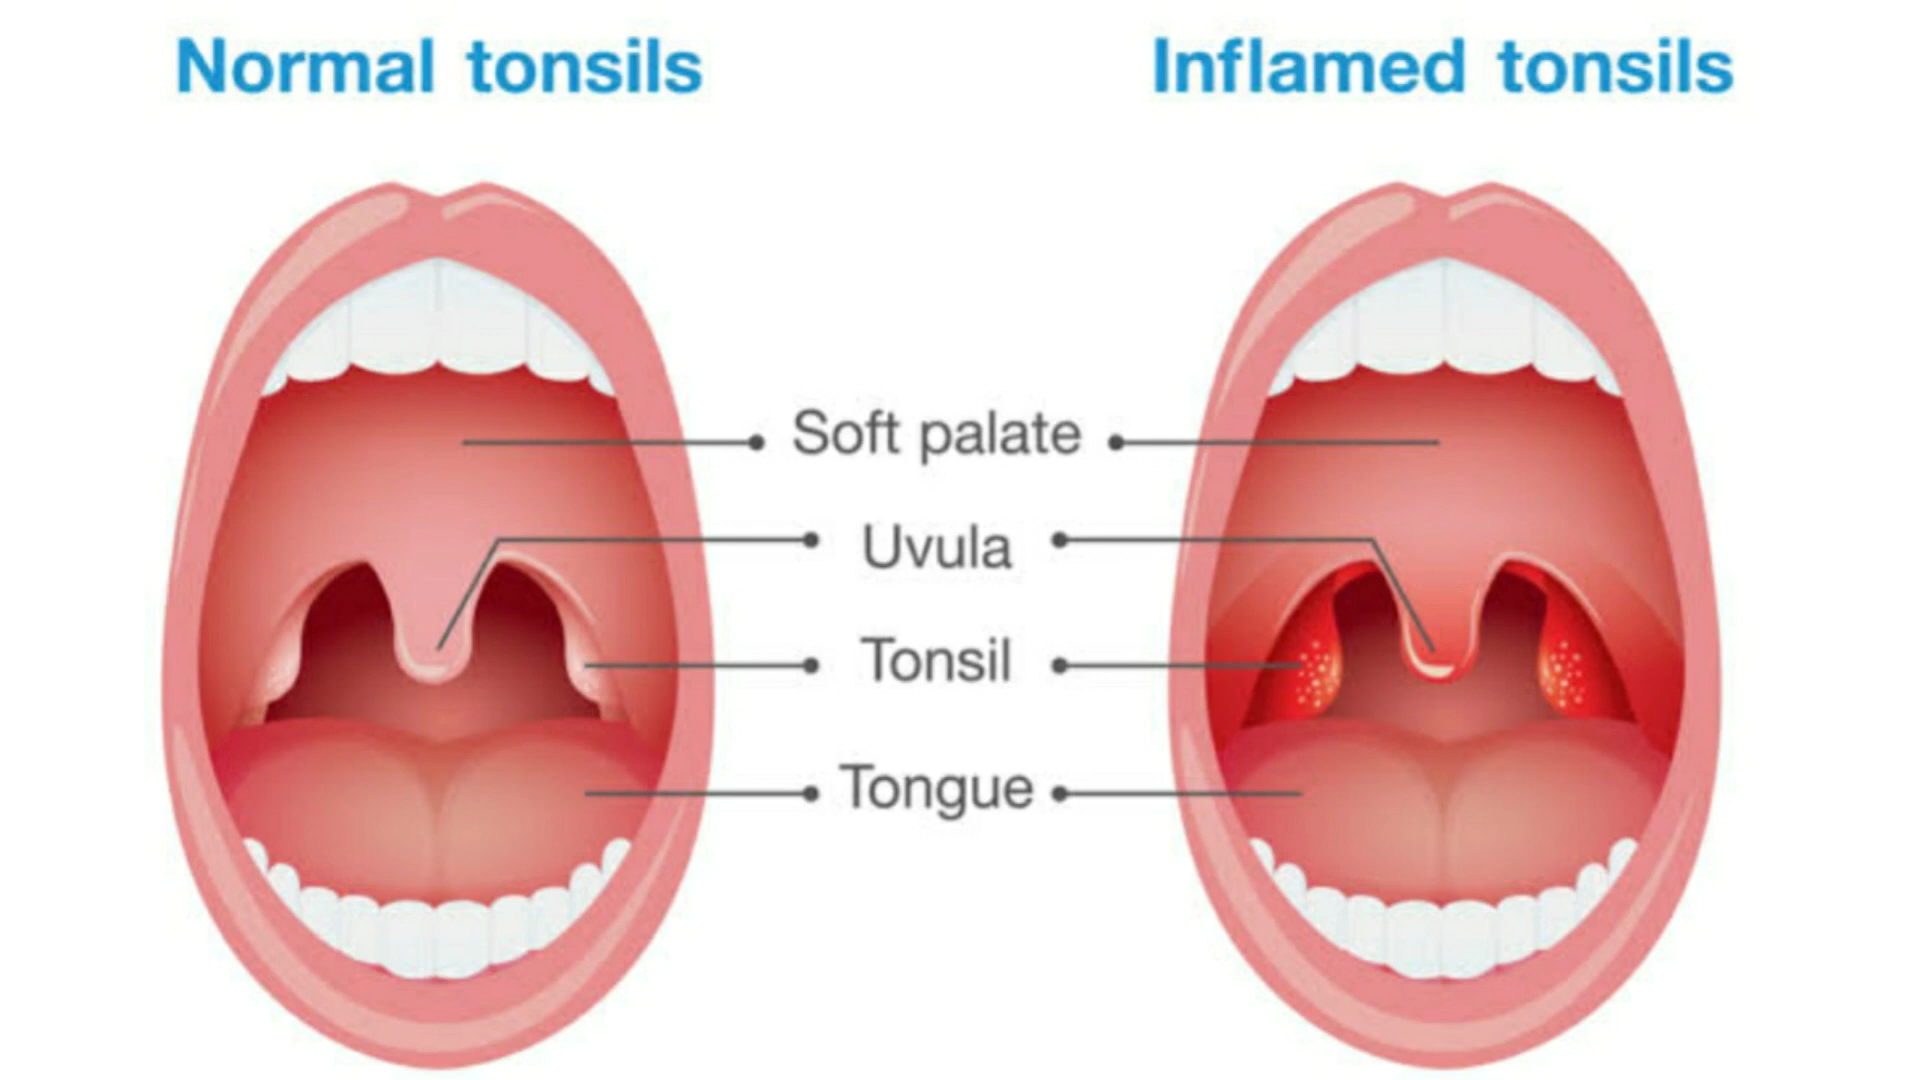 Normal tonsils
Inflamed tonsils
Soft palate
Uvula
Tonsil
Tongue